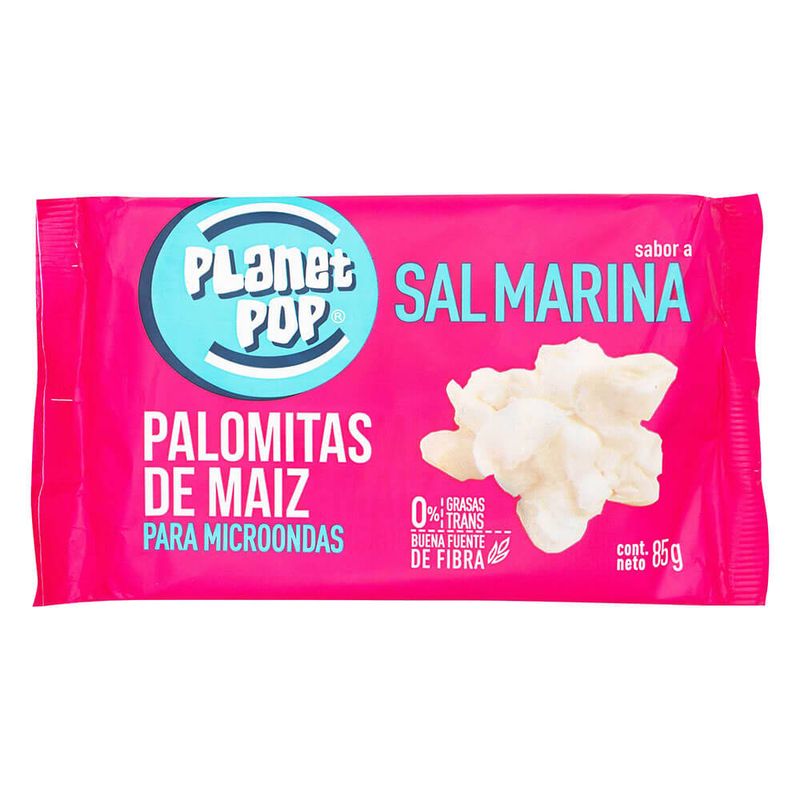 PLanet
POP®
sabor a
SAL MARINA
PALOMITAS
DE MAIZ
PARA MICROONDAS
0% GRASAS
TRANS
BUENA FUENTE
DE FIBRA
cont.
neto 85g